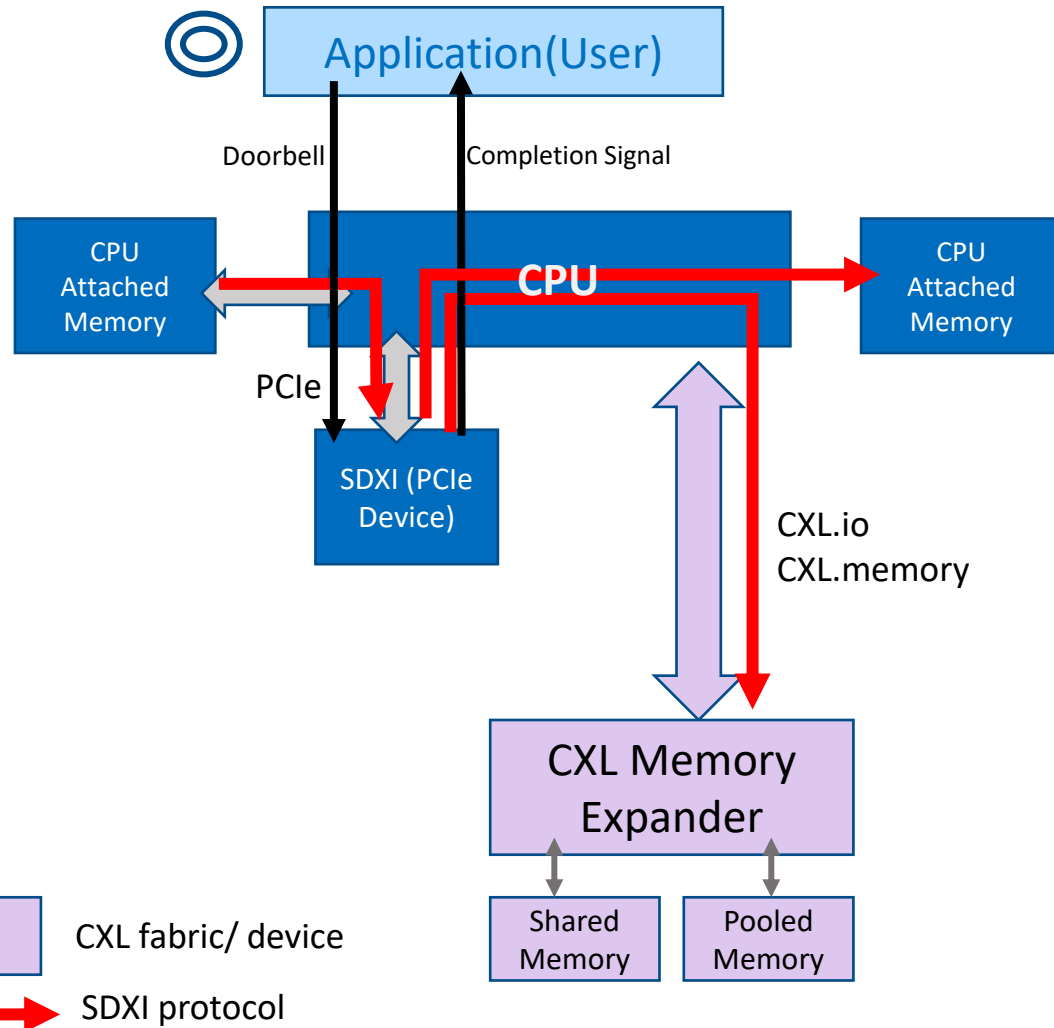 Application(User)
Doorbell
Completion Signal
CPU
Attached
Memory
CPU
CPU
Attached
Memory
PCIe
SDXI (PCIe
Device)
CXL.io
CXL.memory
CXL Memory
Expander
Shared
Memory
Pooled
Memory
CXL fabric/ device
SDXI protocol